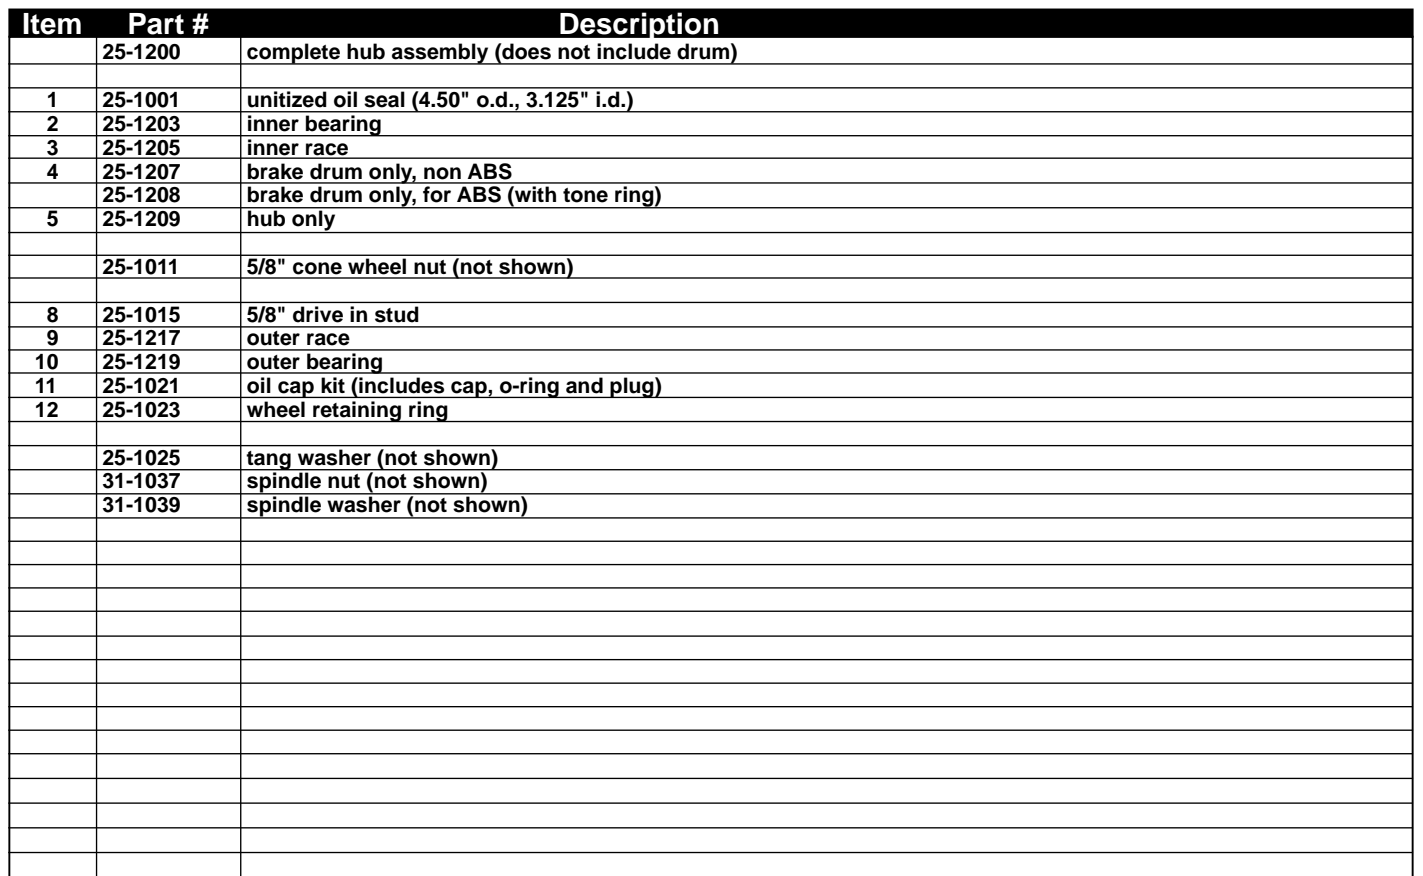 Item Part # Description
25-1200 complete hub assembly (does not include drum)
1 25-1001 unitized oil seal (4.50" o.d., 3.125" i.d.)
2 25-1203 inner bearing
3 25-1205 inner race
4 25-1207 brake drum only, non ABS
25-1208 brake drum only, for ABS (with tone ring)
5 25-1209 hub only
25-1011 5/8" cone wheel nut (not shown)
8 25-1015 5/8" drive in stud
9 25-1217 outer race
10 25-1219 outer bearing
11 25-1021 oil cap kit (includes cap, o-ring and plug)
12 25-1023 wheel retaining ring
25-1025 tang washer (not shown)
31-1037 spindle nut (not shown)
31-1039 spindle washer (not shown)